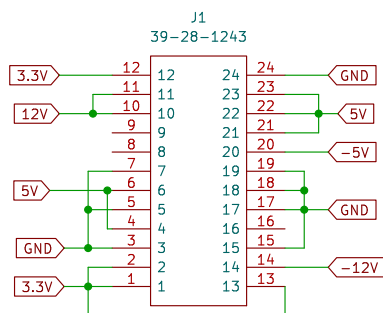 J1
39-28-1243
3.3V 12 12 24 24 GND
11 11 23 23
12V 10 10 22 22 5V
9 9 21 21
8 8 20 20 -5V
7 7 19 19
5V 6 6 18 18
5 5 17 17 GND
4 4 16 16
GND 3 3 15 15
2 2 14 14 -12V
3.3V 1 1 13 13